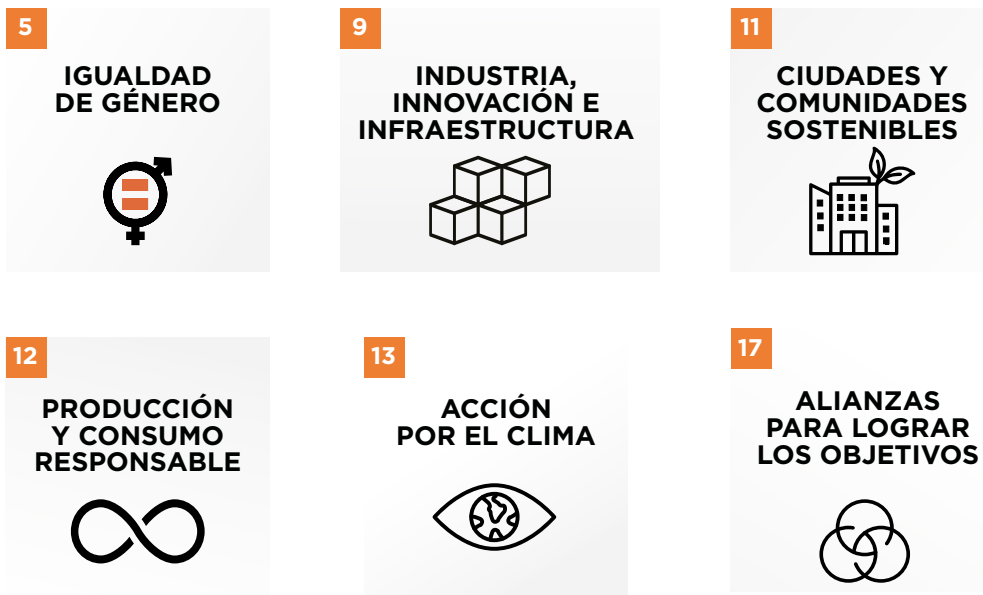 5
IGUALDAD
DE GÉNERO
9
INDUSTRIA,
INNOVACIÓN E
INFRAESTRUCTURA
11
CIUDADES Y
COMUNIDADES
SOSTENIBLES
12
PRODUCCIÓN
Y CONSUMO
RESPONSABLE
13
ACCIÓN
POR EL CLIMA
17
ALIANZAS
PARA LOGRAR
LOS OBJETIVOS